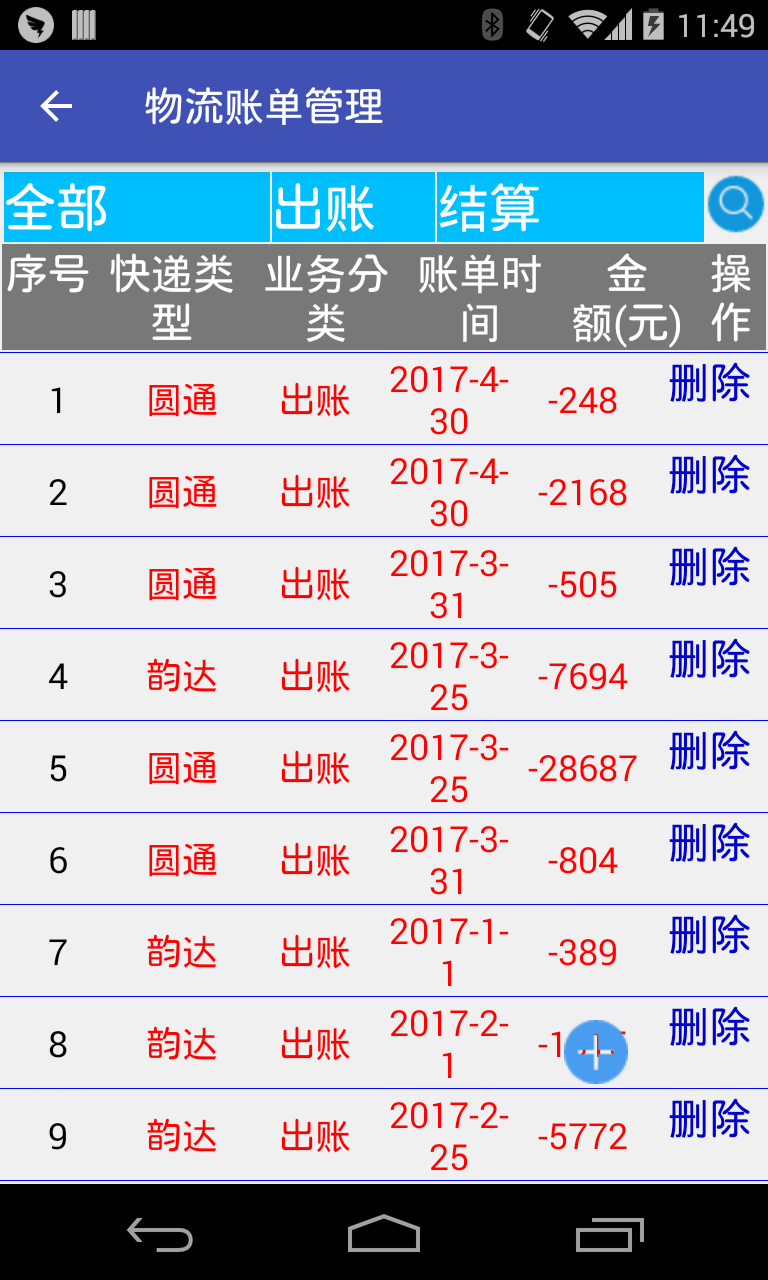 11:49
物流账单管理
全部 出账 结算
序号 快递类型 业务分类 账单时间 金额(元) 操作
1 圆通 出账 2017-4-30 -248 删除
2 圆通 出账 2017-4-30 -2168 删除
3 圆通 出账 2017-3-31 -505 删除
4 韵达 出账 2017-3-25 -7694 删除
5 圆通 出账 2017-3-25 -28687 删除
6 圆通 出账 2017-3-31 -804 删除
7 韵达 出账 2017-1-1 -389 删除
8 韵达 出账 2017-2-1 删除
9 韵达 出账 2017-2-25 -5772 删除